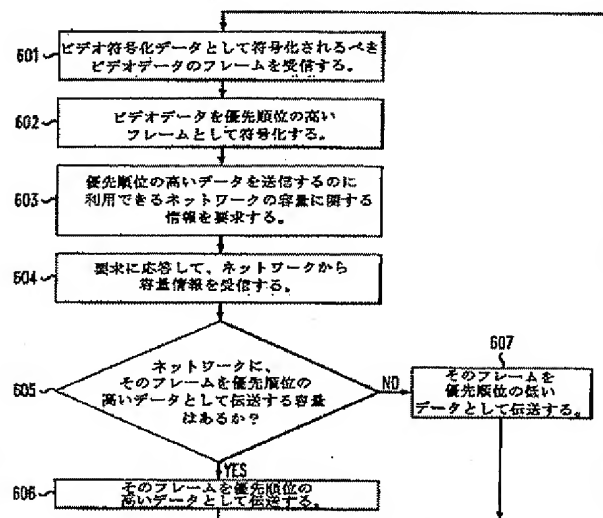 601
ビデオ符号化データとして符号化されるべき
ビデオデータのフレームを受信する。
602
ビデオデータを優先順位の高い
フレームとして符号化する。
603
優先順位の高いデータを送信するのに
利用できるネットワークの容量に関する
情報を要求する。
604
要求に応答して、ネットワークから
容量情報を受信する。
605
ネットワークに、
そのフレームを優先順位の
高いデータとして伝送する容量
はあるか?
NO
607
そのフレームを
優先順位の低い
データとして伝送する。
YES
606
そのフレームを優先順位の
高いデータとして伝送する。